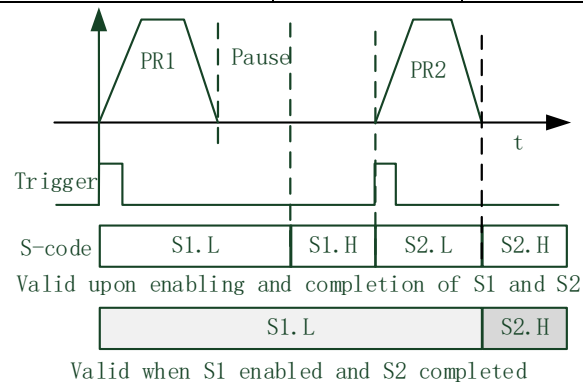 PR1
Pause
PR2
t
Trigger
S-code S1.L S1.H S2.L S2.H
Valid upon enabling and completion of S1 and S2
S1.L S2.H
Valid when S1 enabled and S2 completed